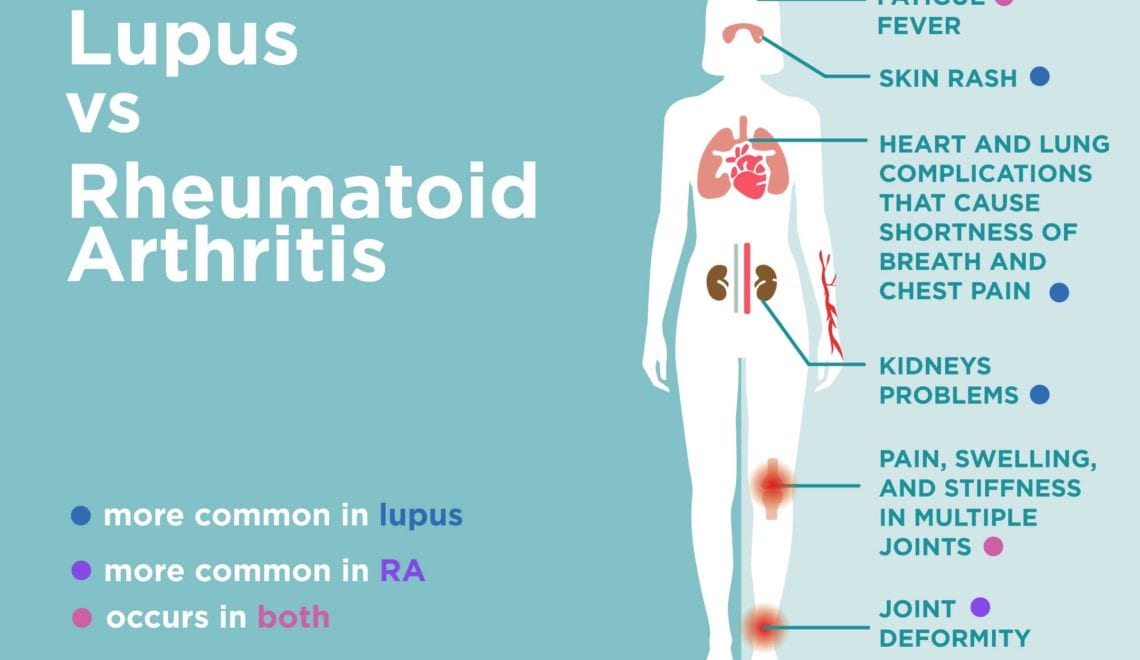 Lupus
vs
Rheumatoid
Arthritis
more common in lupus
more common in RA
occurs in both
FATIGUE
FEVER
SKIN RASH
HEART AND LUNG
COMPLICATIONS
THAT CAUSE
SHORTNESS OF
BREATH AND
CHEST PAIN
KIDNEYS
PROBLEMS
PAIN, SWELLING,
AND STIFFNESS
IN MULTIPLE
JOINTS
JOINT
DEFORMITY